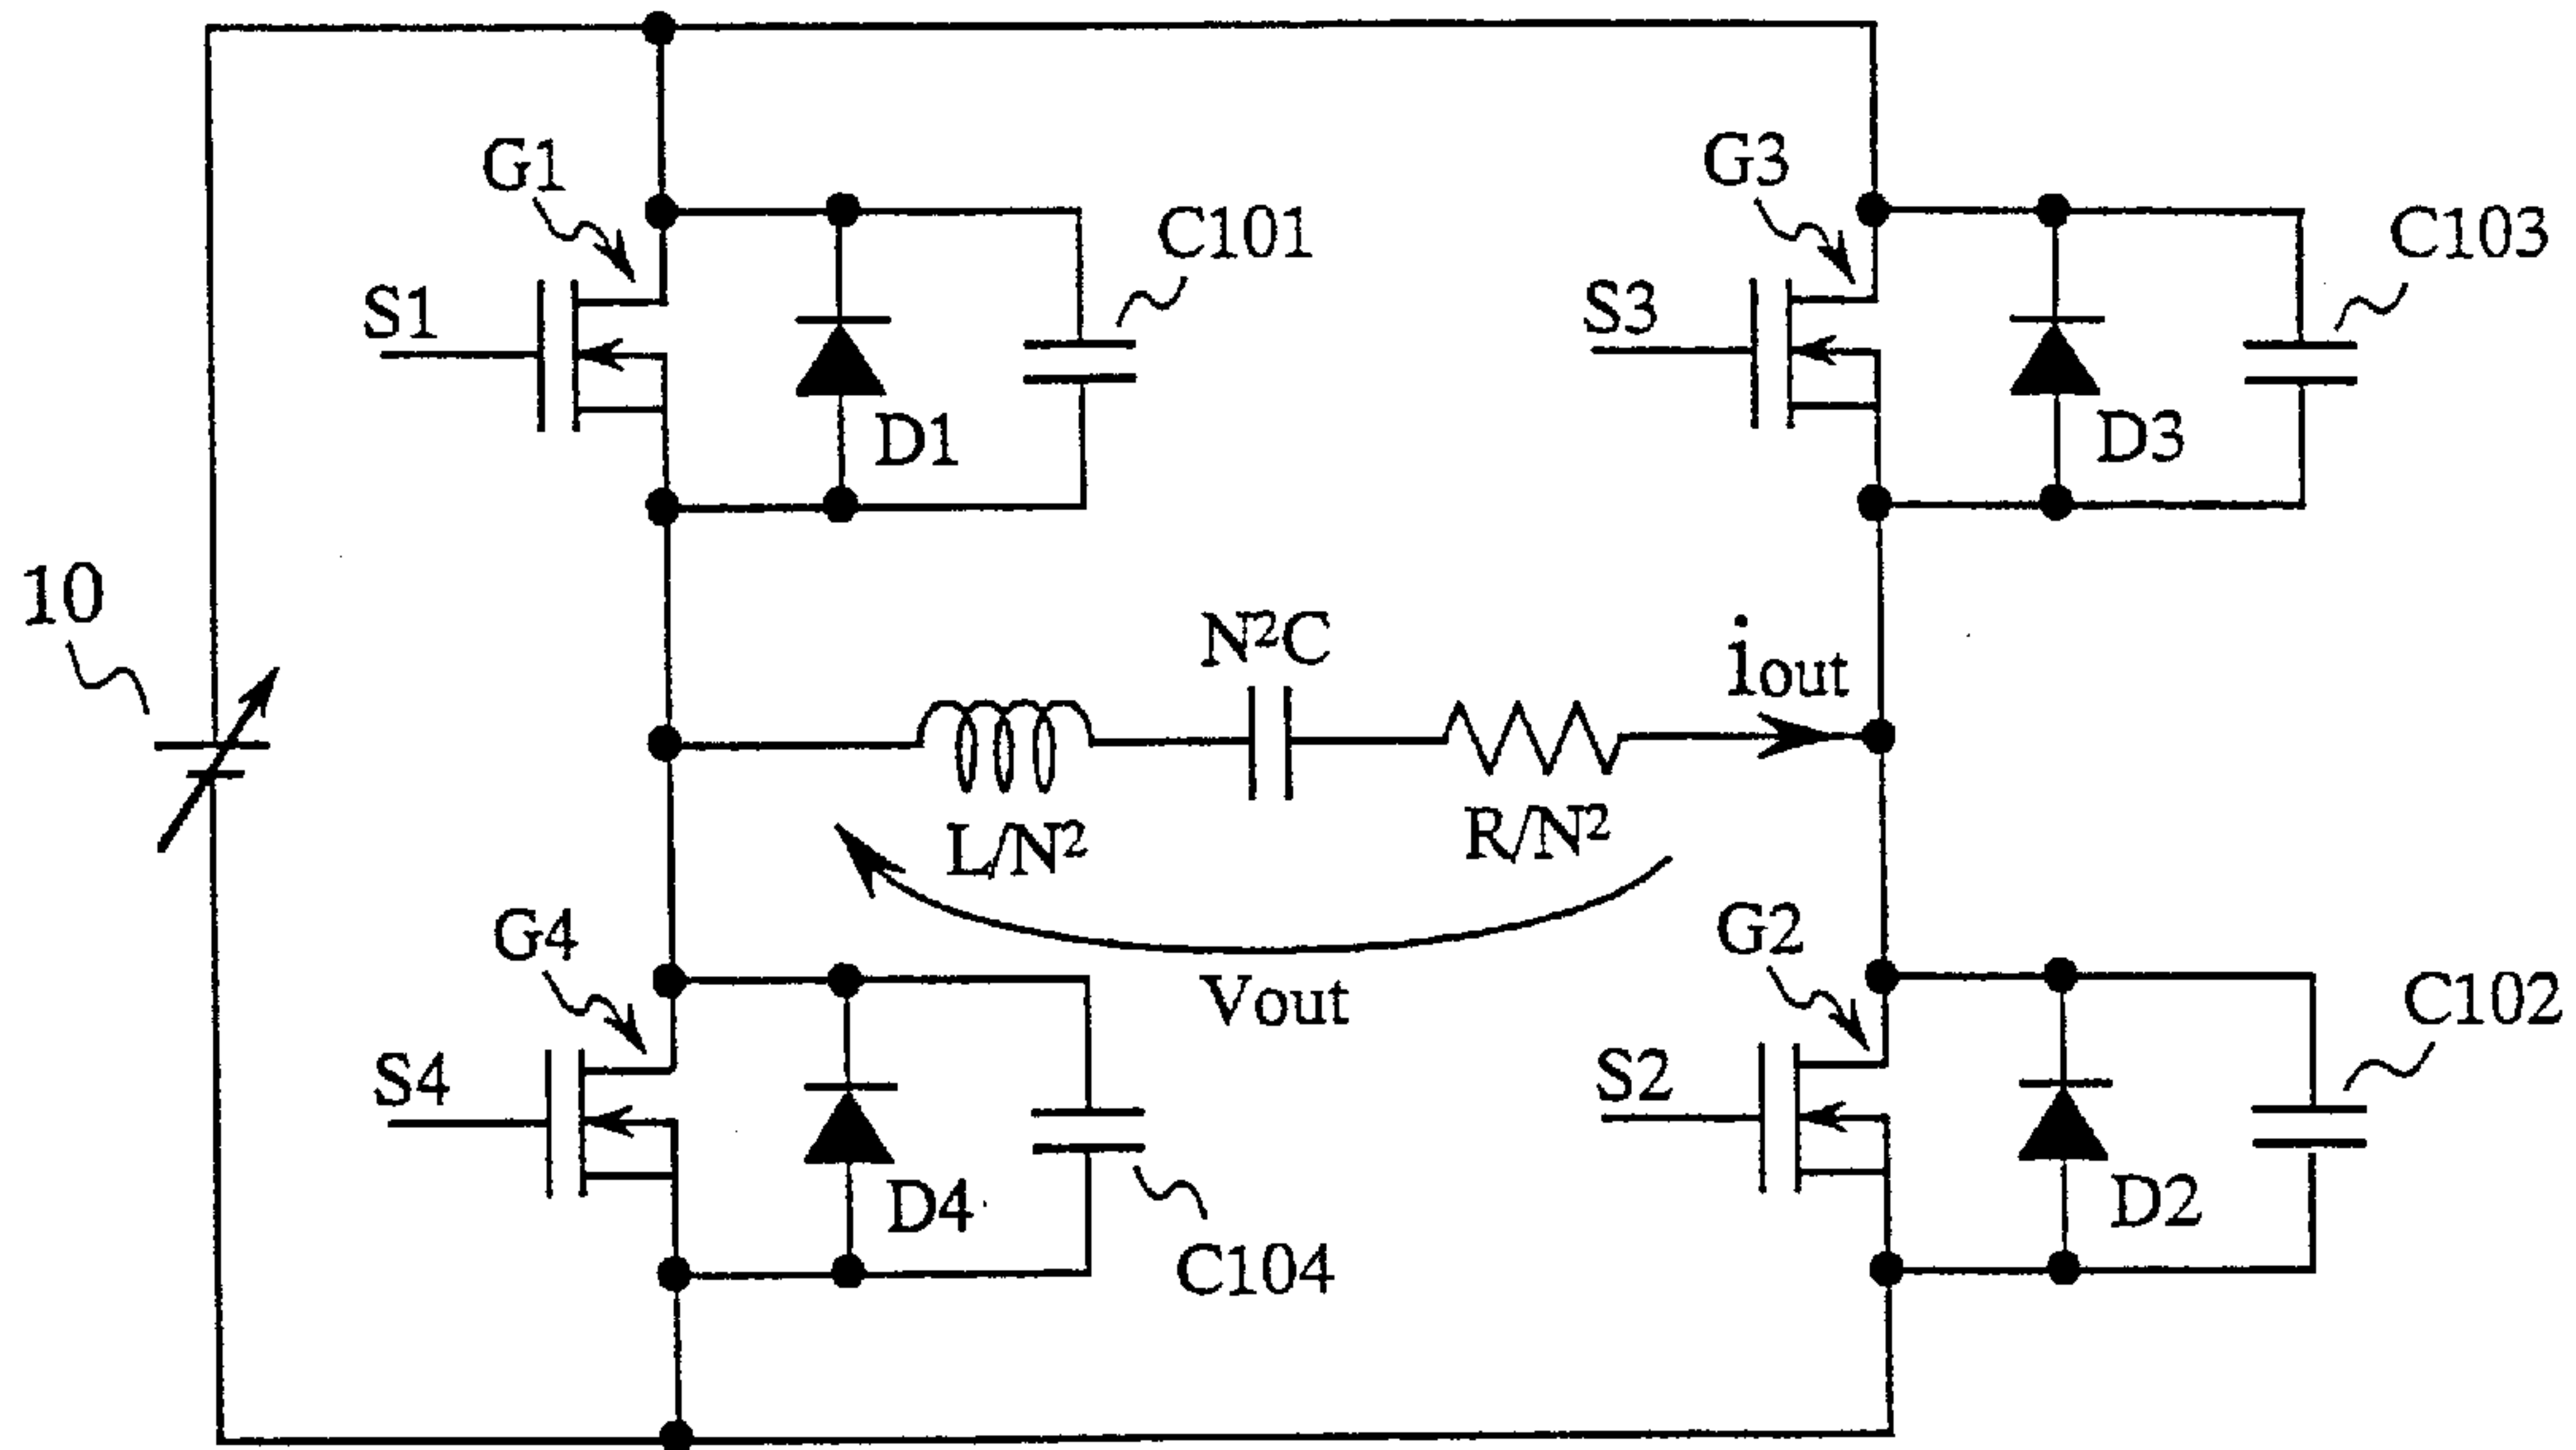 G1
G3
C101
C103
S1
S3
D1
D3
10
N²C
iout
L/N²
R/N²
G4
G2
Vout
C102
S4
S2
D4
D2
C104